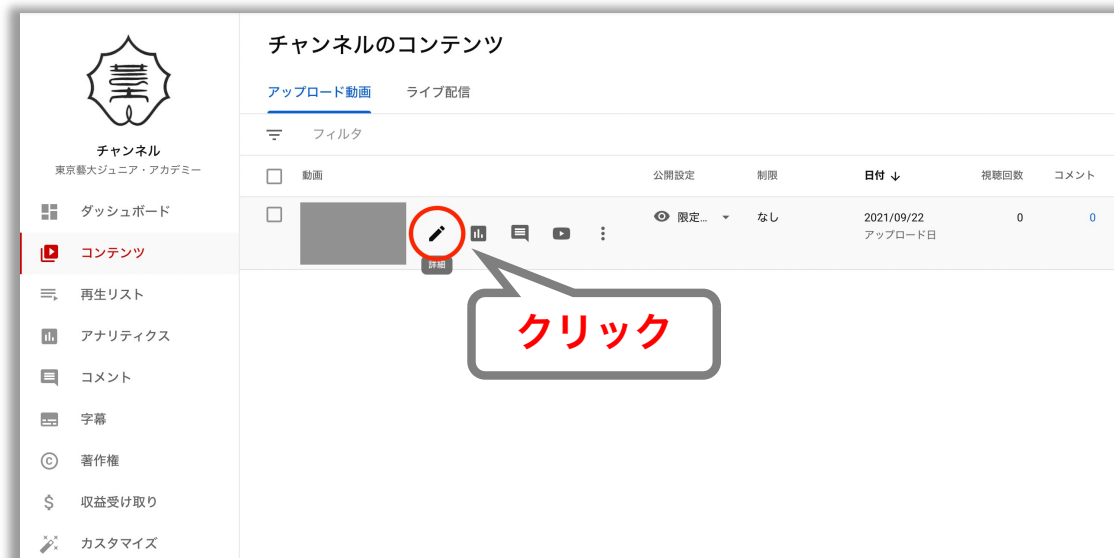 チャンネルのコンテンツ
アップロード動画 ライブ配信
フィルタ
動画 公開設定 制限 日付 視聴回数 コメント
限定... なし 2021/09/22 0 0
アップロード日
詳細
クリック
チャンネル
東京藝大ジュニア・アカデミー
ダッシュボード
コンテンツ
再生リスト
アナリティクス
コメント
字幕
著作権
収益受け取り
カスタマイズ